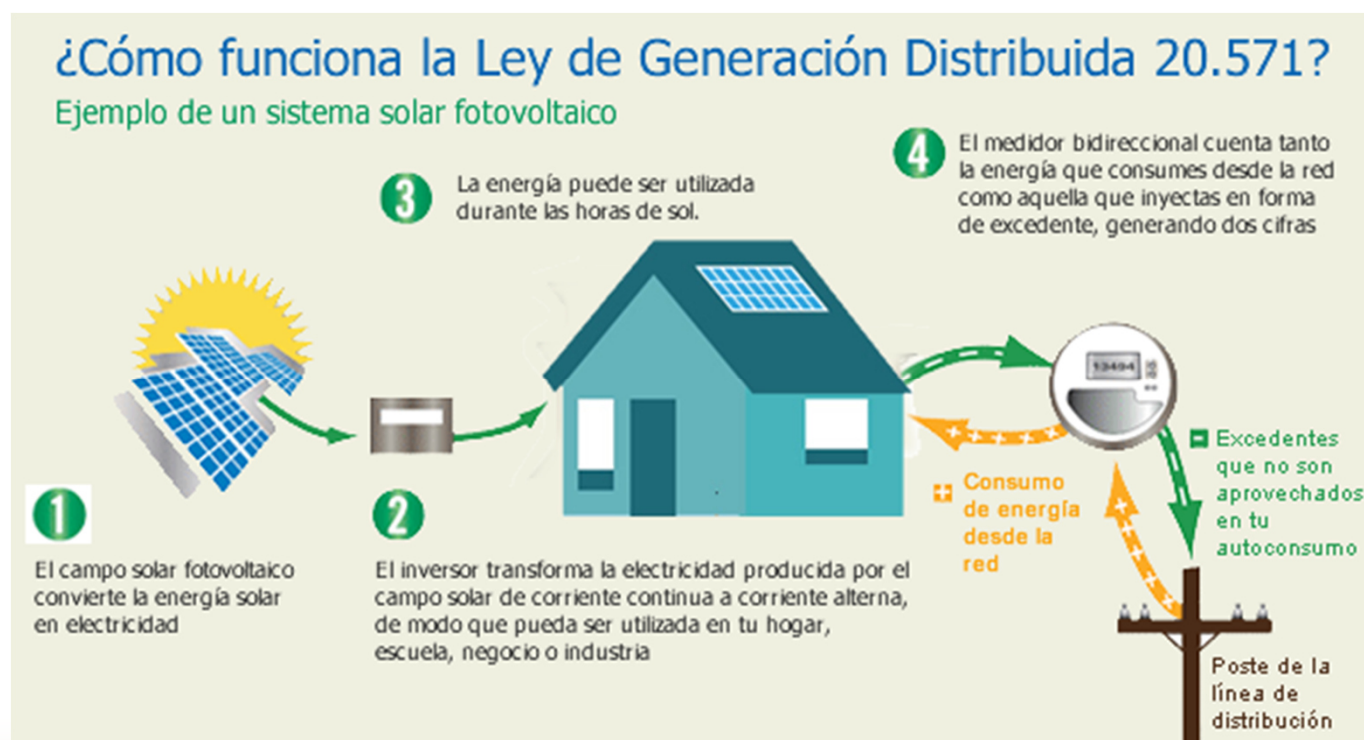 ¿Cómo funciona la Ley de Generación Distribuida 20.571?
Ejemplo de un sistema solar fotovoltaico
1
El campo solar fotovoltaico
convierte la energía solar
en electricidad
2
El inversor transforma la electricidad producida por el
campo solar de corriente continua a corriente alterna,
de modo que pueda ser utilizada en tu hogar,
escuela, negocio o industria
3
La energía puede ser utilizada
durante las horas de sol.
4
El medidor bidireccional cuenta tanto
la energía que consumes desde la red
como aquella que inyectas en forma
de excedente, generando dos cifras
13494
Consumo
de energía
desde la
red
Excedentes
que no son
aprovechados
en tu
autoconsumo
Poste de la
línea de
distribución